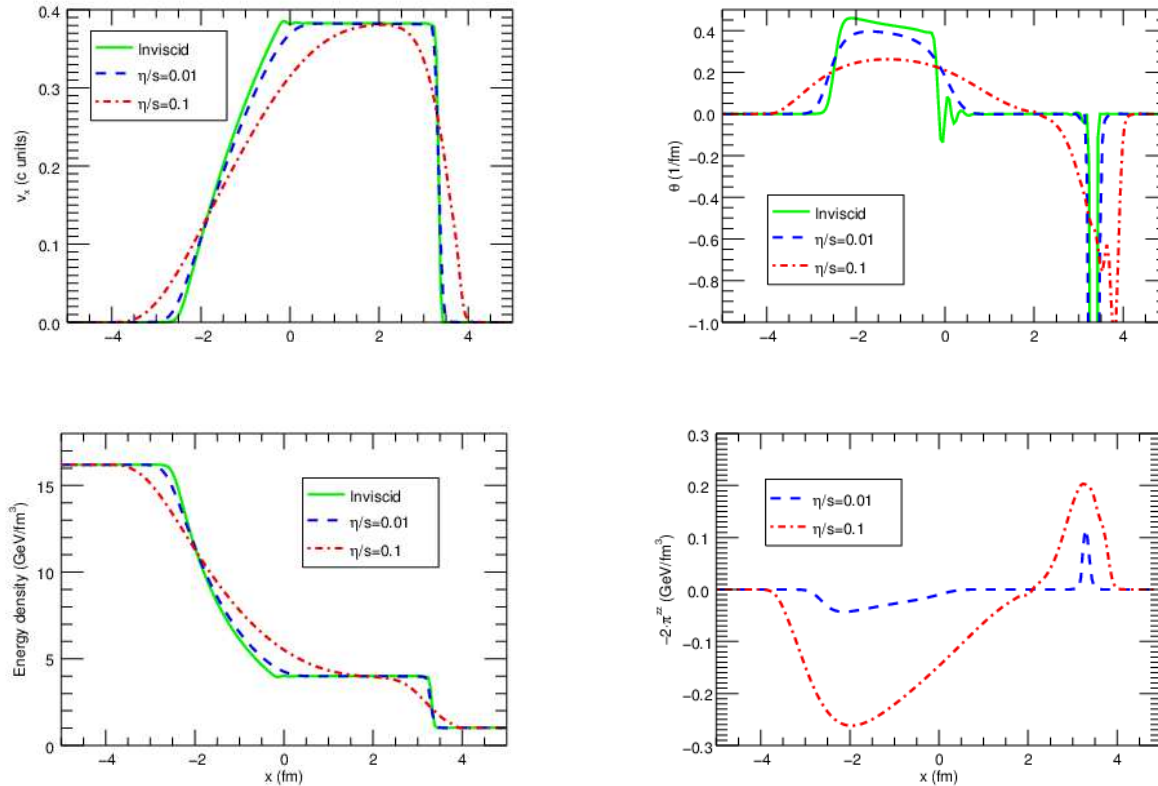 0.4
0.3
0.2
0.1
0.0
vₓ (c units)
Inviscid
η/s=0.01
η/s=0.1
−4 −2 0 2 4
0.4
0.2
0.0
−0.2
−0.4
−0.6
−0.8
−1.0
θ (1/fm)
Inviscid
η/s=0.01
η/s=0.1
−4 −2 0 2 4
15
10
5
0
Energy density (GeV/fm³)
Inviscid
η/s=0.01
η/s=0.1
−4 −2 0 2 4
x (fm)
0.3
0.2
0.1
0.0
−0.1
−0.2
−0.3
−2·πᶻᶻ (GeV/fm³)
η/s=0.01
η/s=0.1
−4 −2 0 2 4
x (fm)